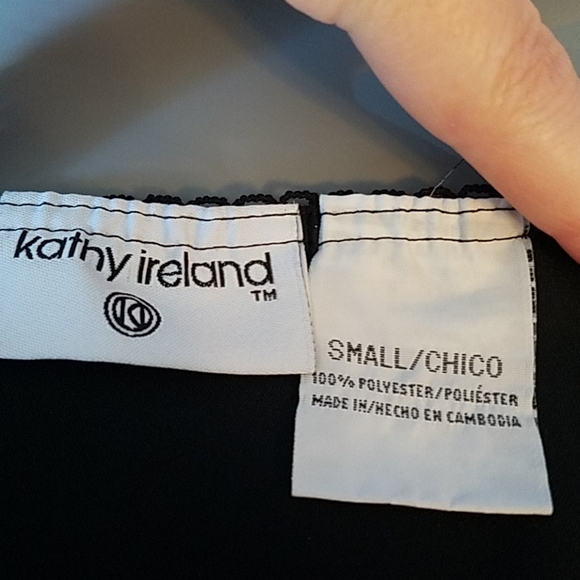 kathy ireland
TM
SMALL/CHICO
100% POLYESTER/POLIÉSTER
MADE IN/HECHO EN CAMBODIA